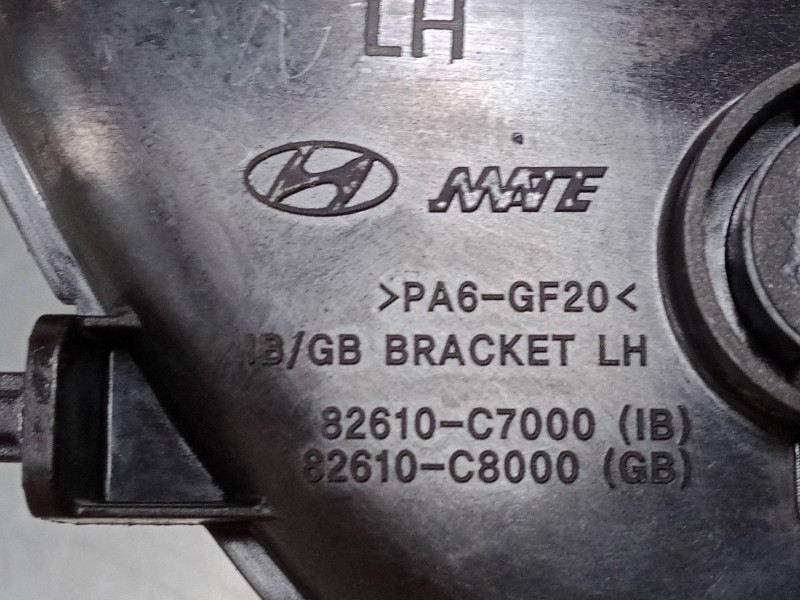 LH
MATE
>PA6-GF20<
IB/GB BRACKET LH
82610-C7000 (IB)
82610-C8000 (GB)